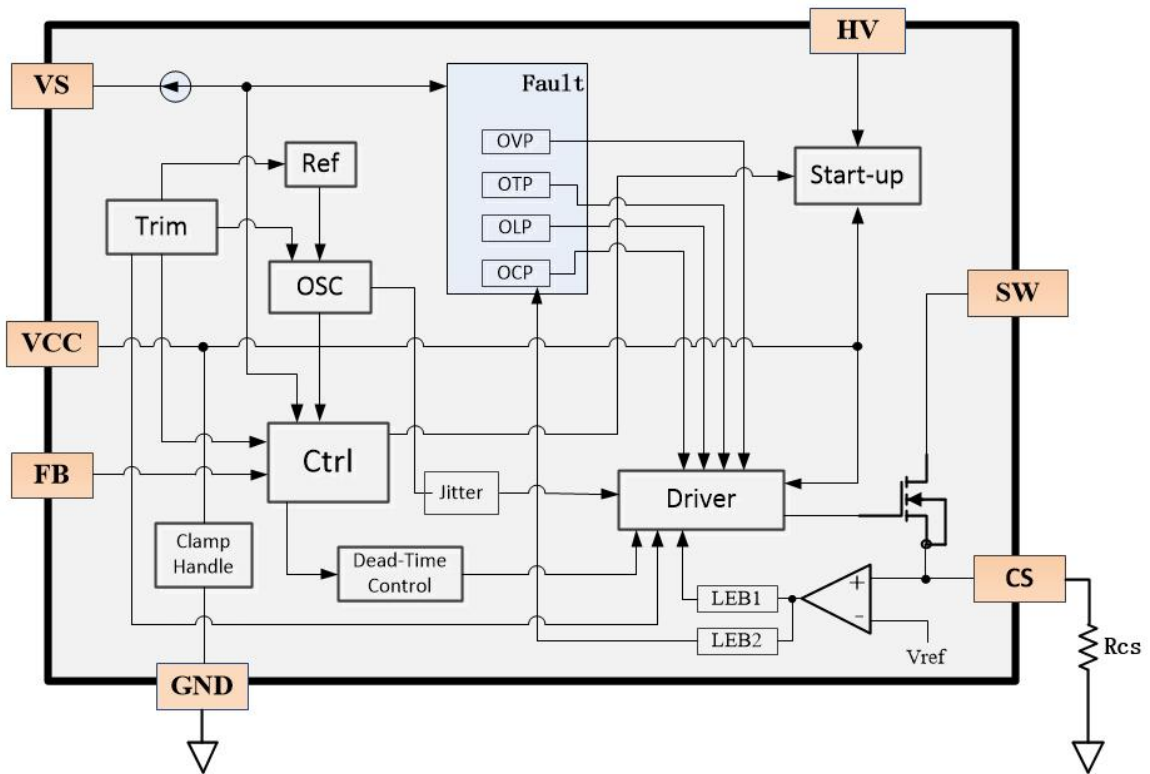 HV
VS
Fault
OVP
Ref
OTP
Start-up
Trim
OLP
OCP
OSC
SW
VCC
Ctrl
FB
Jitter
Driver
Clamp
Handle
Dead-Time
Control
CS
LEB1
+
-
LEB2
Vref
Rcs
GND